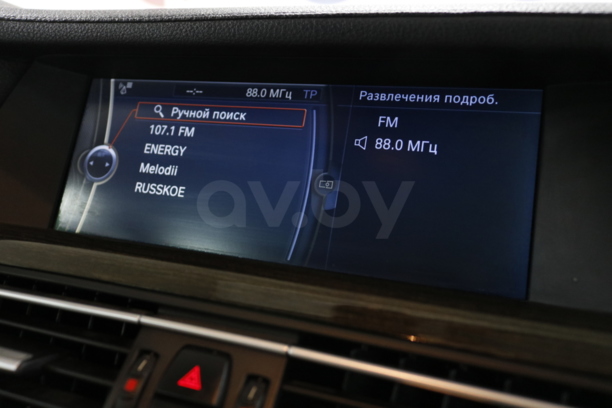 --:-- 88.0 МГц TP
Ручной поиск
107.1 FM
ENERGY
Melodii
RUSSKOE
Развлечения подроб.
FM
88.0 МГц
av.by